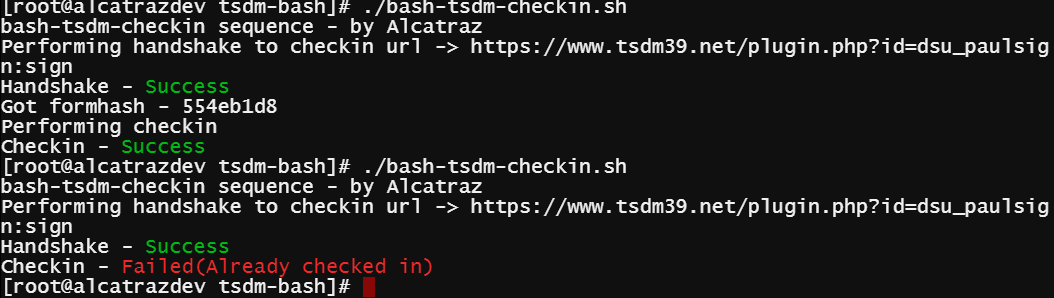 [root@alcatrazdev tsdm-bash]# ./bash-tsdm-checkin.sh
bash-tsdm-checkin sequence - by Alcatraz
Performing handshake to checkin url -> https://www.tsdm39.net/plugin.php?id=dsu_paulsig
n:sign
Handshake - Success
Got formhash - 554eb1d8
Performing checkin
Checkin - Success
[root@alcatrazdev tsdm-bash]# ./bash-tsdm-checkin.sh
bash-tsdm-checkin sequence - by Alcatraz
Performing handshake to checkin url -> https://www.tsdm39.net/plugin.php?id=dsu_paulsig
n:sign
Handshake - Success
Checkin - Failed(Already checked in)
[root@alcatrazdev tsdm-bash]#